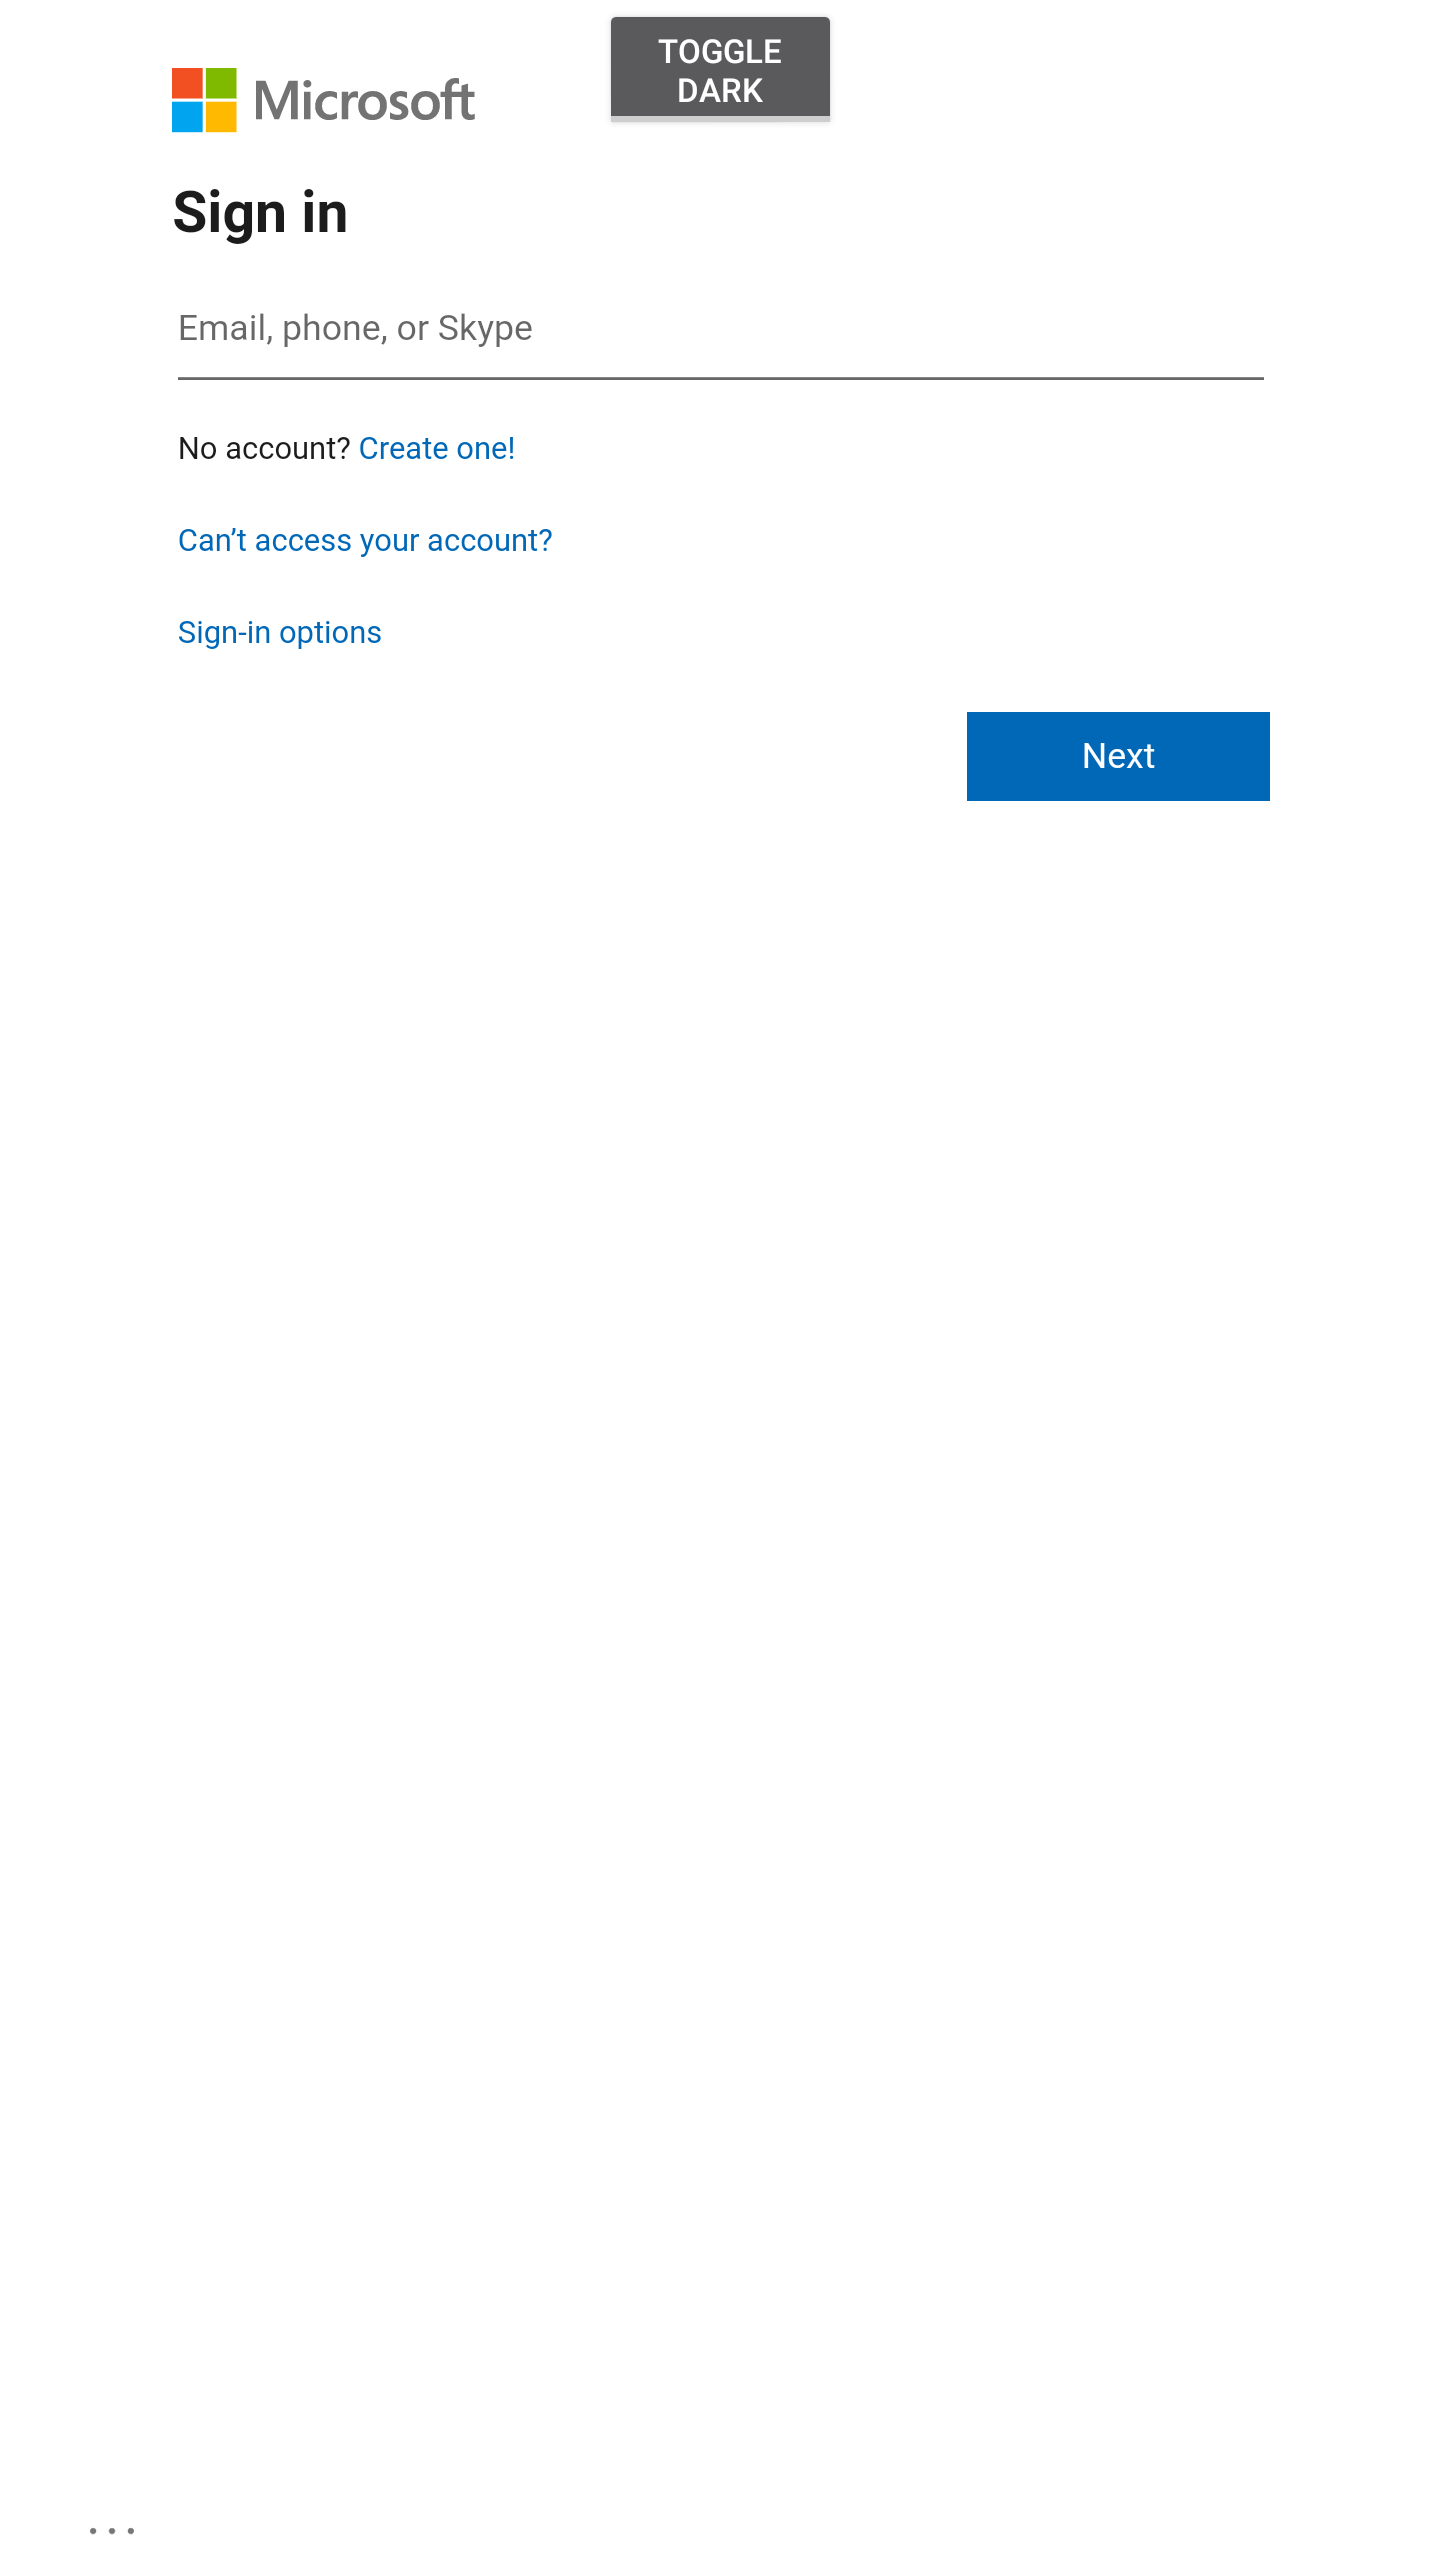 Microsoft
TOGGLE
DARK
Sign in
Email, phone, or Skype
No account? Create one!
Can’t access your account?
Sign-in options
Next